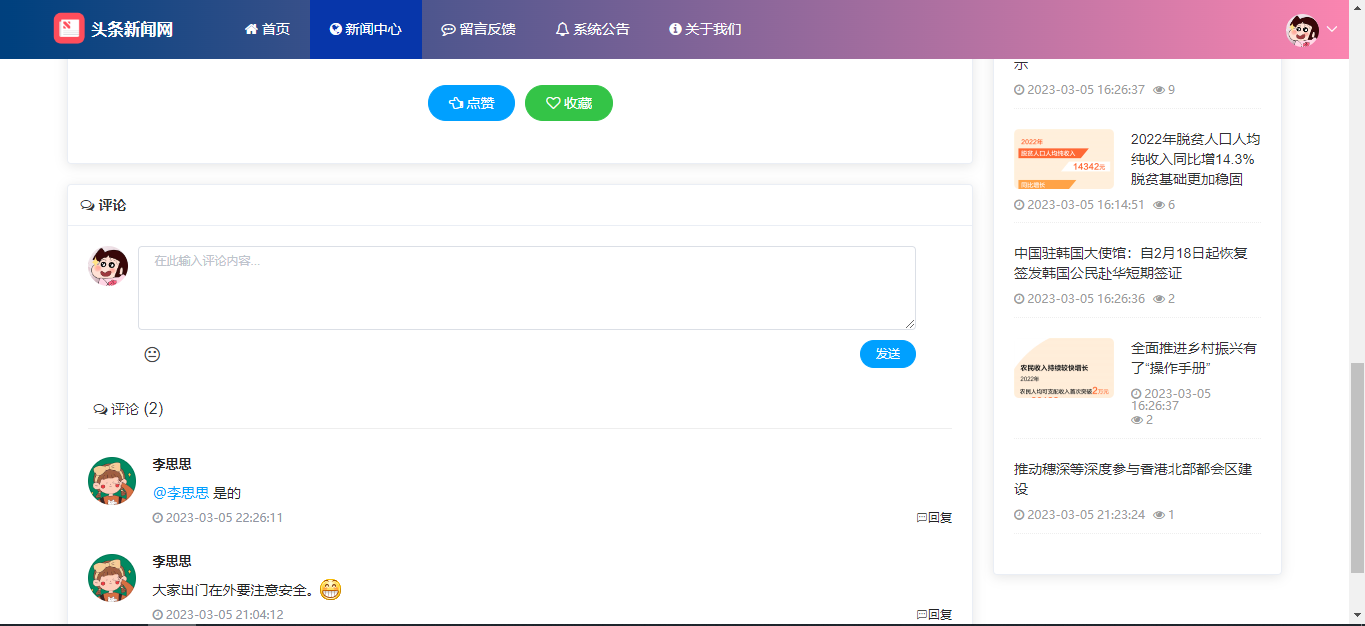 头条新闻网
首页
新闻中心
留言反馈
系统公告
关于我们
点赞
收藏
评论
在此输入评论内容...
发送
评论 (2)
李思思
@李思思 是的
2023-03-05 22:26:11
回复
李思思
大家出门在外要注意安全。
2023-03-05 21:04:12
回复
示
2023-03-05 16:26:37 9
2022年
脱贫人口人均纯收入
14342元
同比增长
2022年脱贫人口人均
纯收入同比增14.3%
脱贫基础更加稳固
2023-03-05 16:14:51 6
中国驻韩国大使馆：自2月18日起恢复
签发韩国公民赴华短期签证
2023-03-05 16:26:36 2
农民收入持续较快增长
2022年
农民人均可支配收入首次突破2万元
全面推进乡村振兴有
了“操作手册”
2023-03-05
16:26:37
2
推动穗深等深度参与香港北部都会区建
设
2023-03-05 21:23:24 1